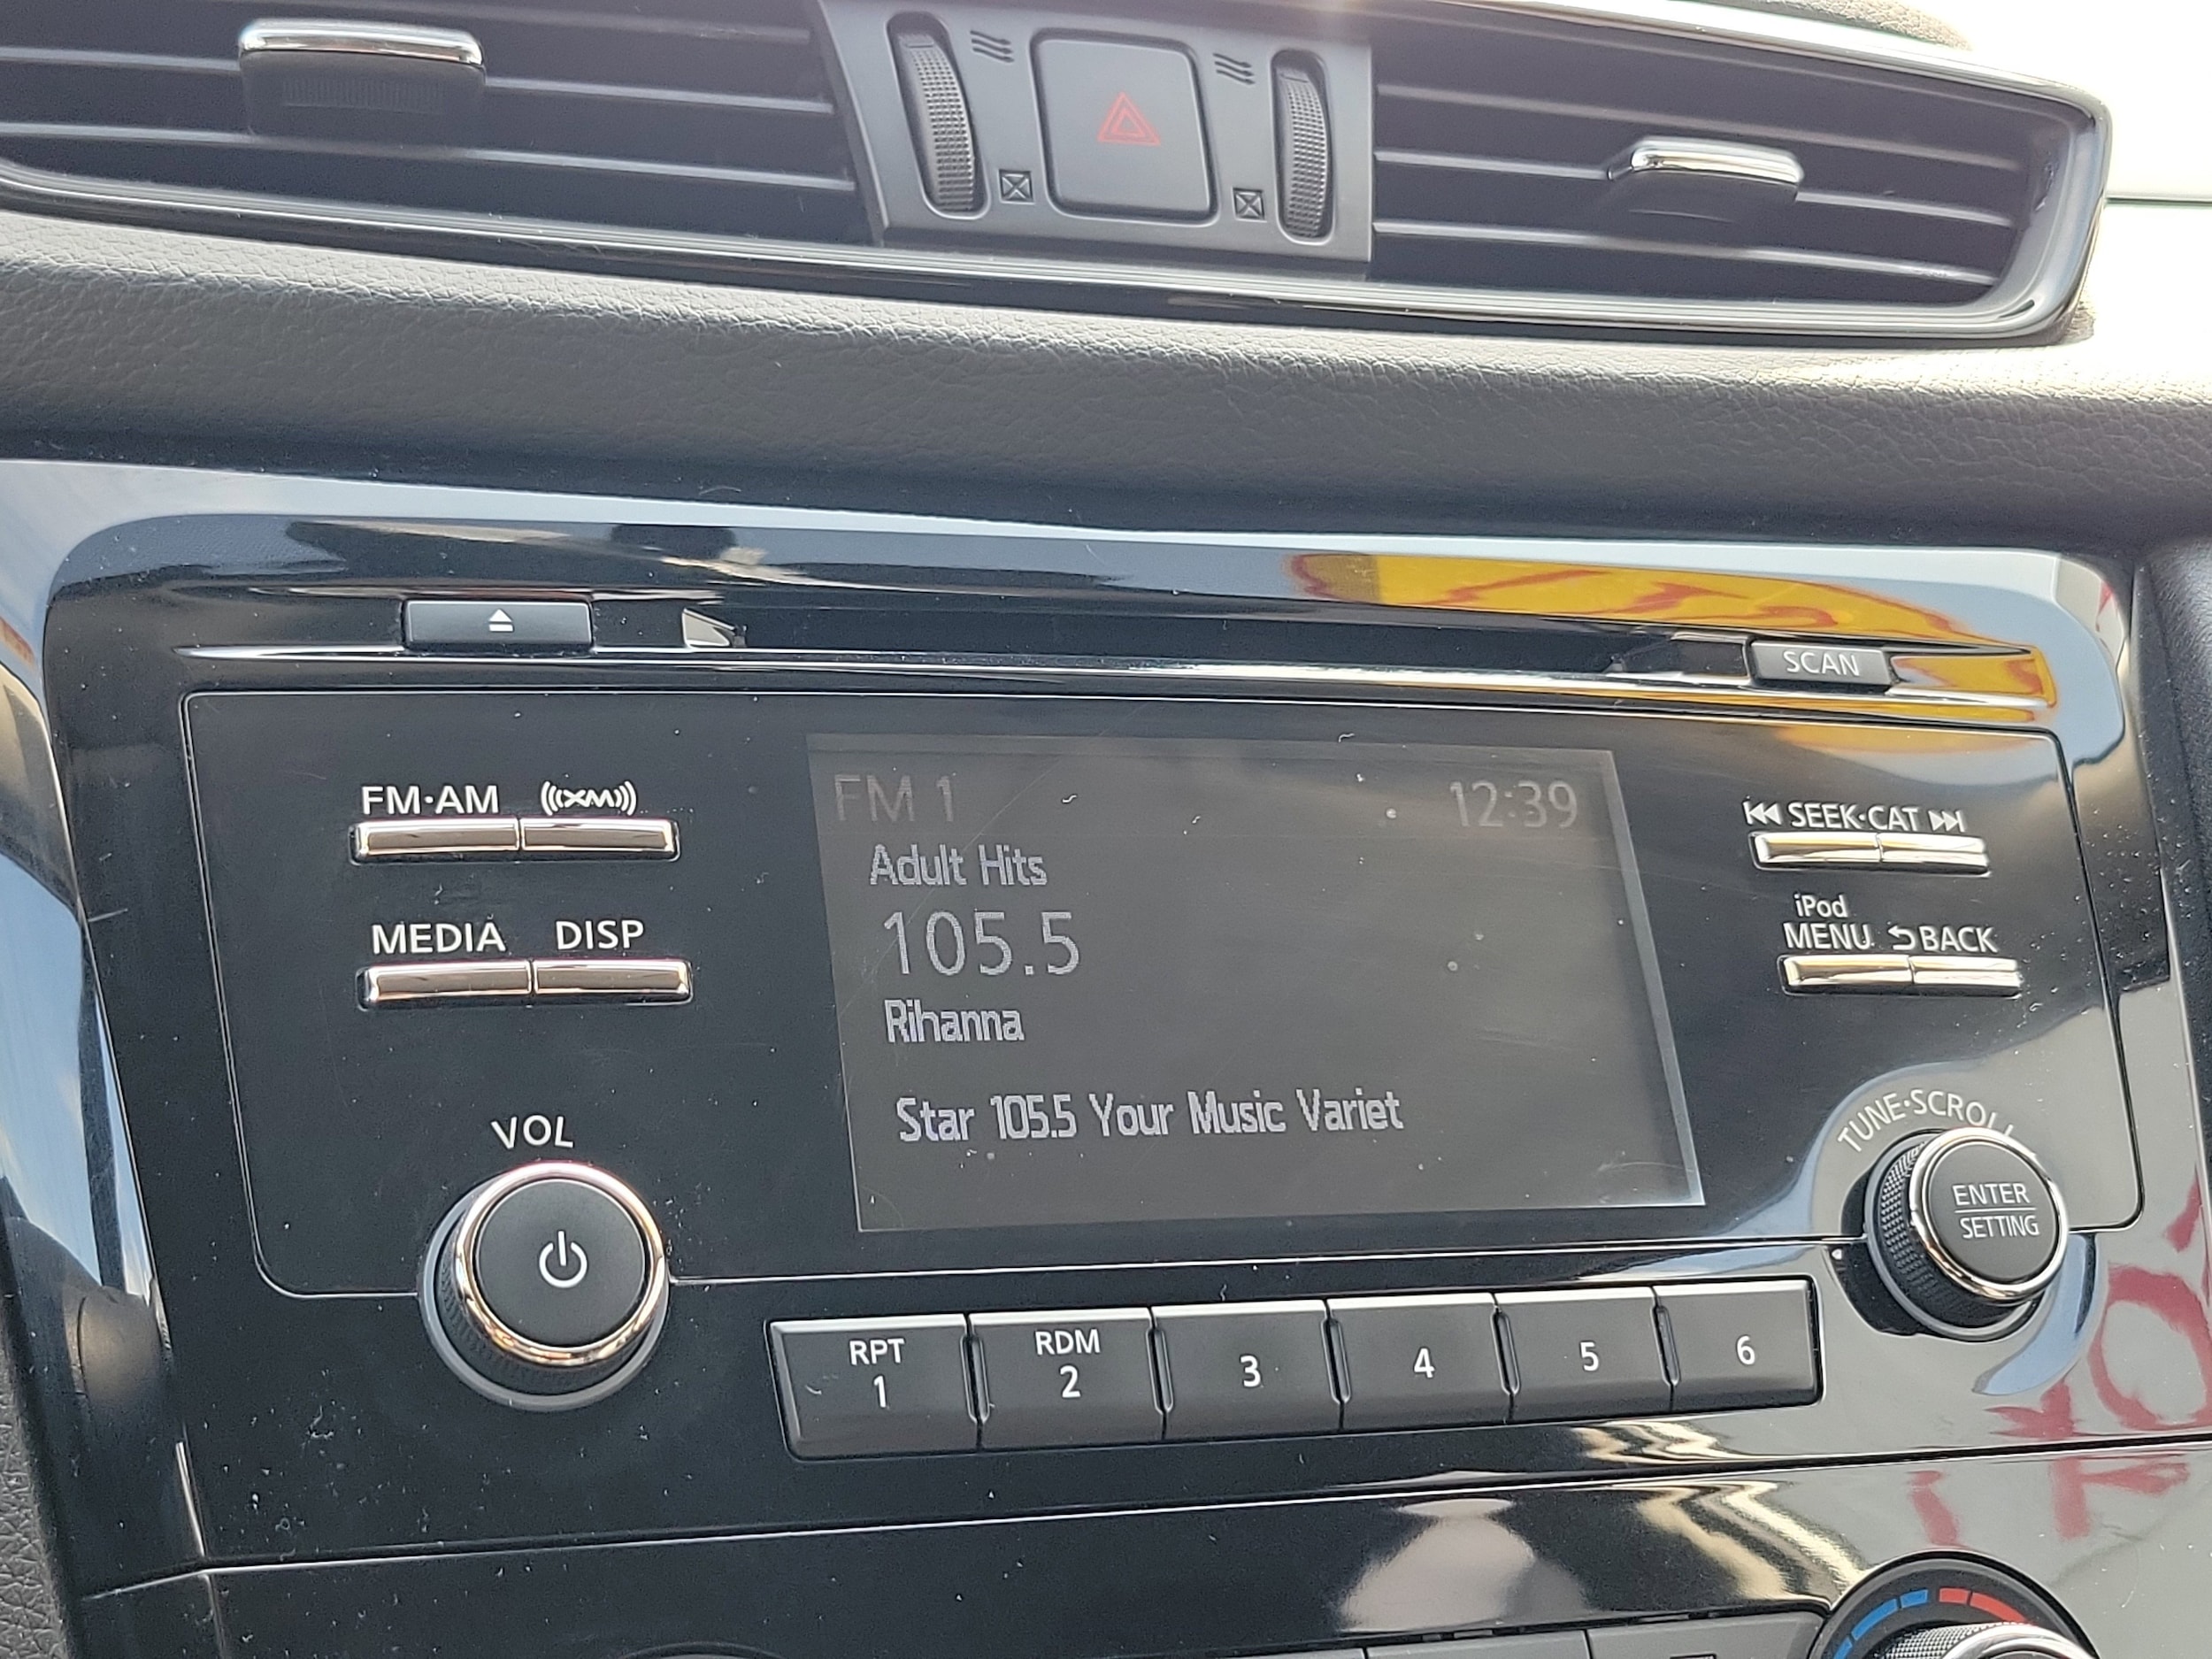 SCAN
FM·AM XM
FM 1 12:39
SEEK·CAT
Adult Hits
iPod
MENU BACK
MEDIA DISP
105.5
Rihanna
Star 105.5 Your Music Variet
VOL
TUNE·SCROLL
ENTER
SETTING
RPT
1
RDM
2
3
4
5
6